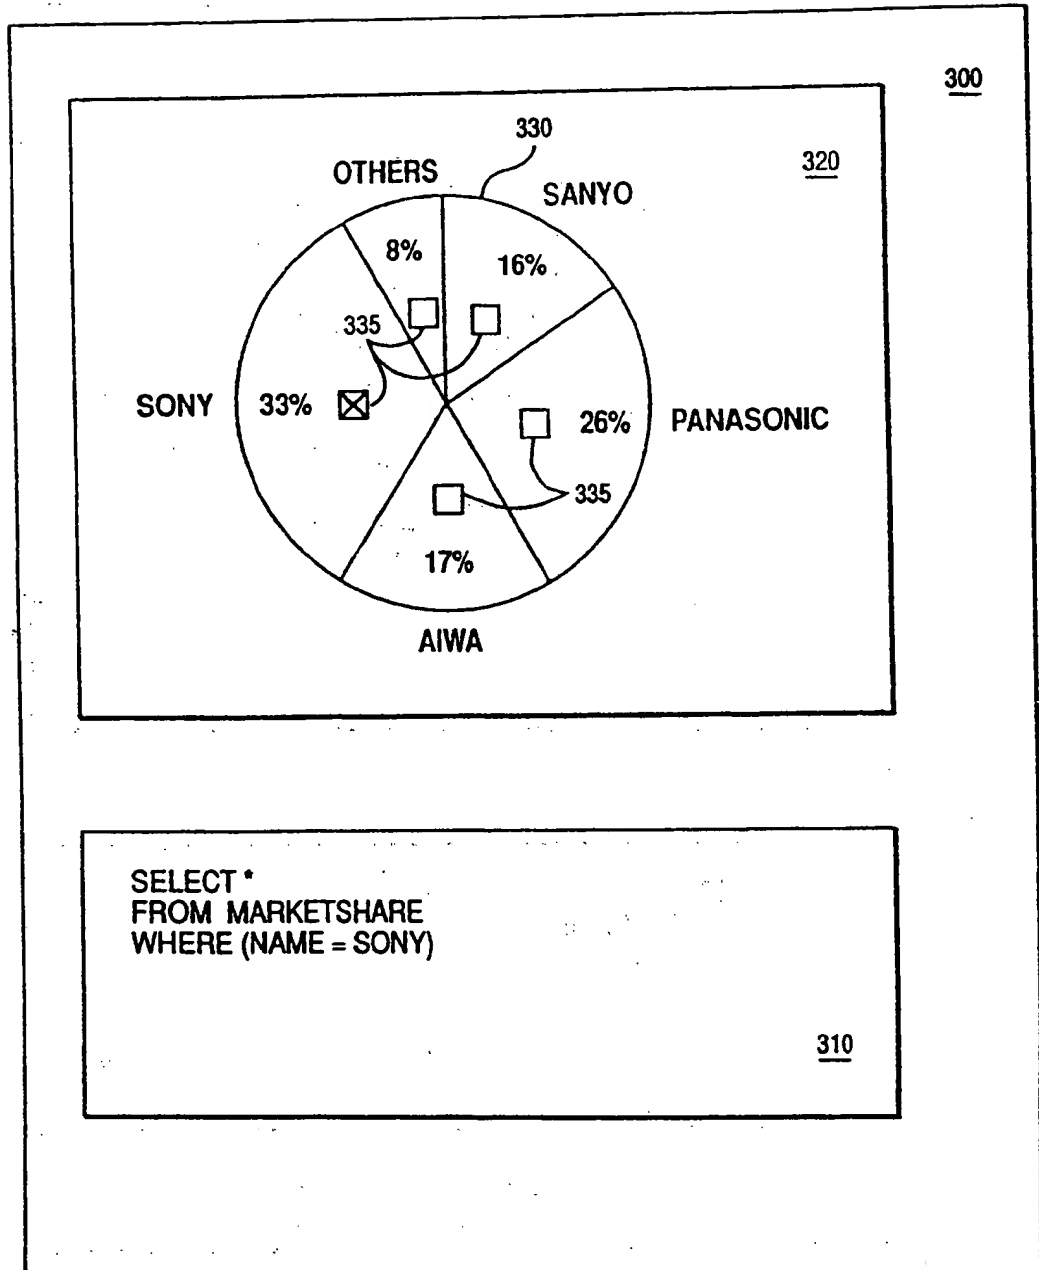 300
330
320
OTHERS
SANYO
8%
16%
335
SONY
33%
26%
PANASONIC
335
17%
AIWA
SELECT *
FROM MARKETSHARE
WHERE (NAME = SONY)
310